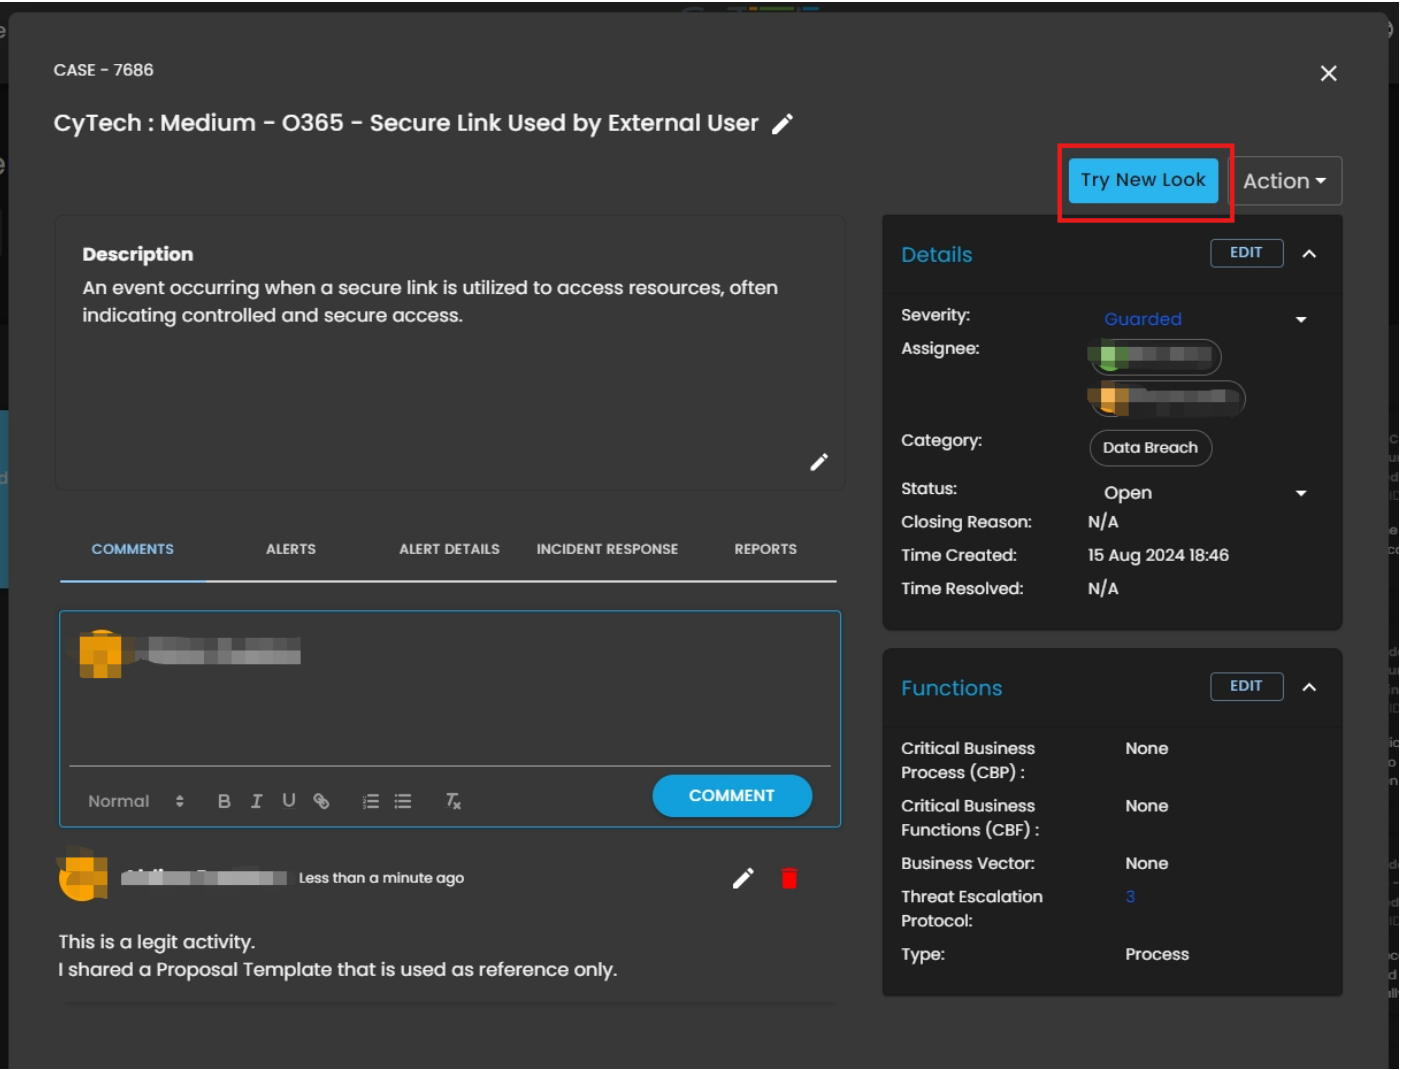 CASE - 7686
CyTech : Medium - O365 - Secure Link Used by External User
Try New Look
Action
Description
An event occurring when a secure link is utilized to access resources, often
indicating controlled and secure access.
COMMENTS ALERTS ALERT DETAILS INCIDENT RESPONSE REPORTS
Normal B I U Tx
COMMENT
Less than a minute ago
This is a legit activity.
I shared a Proposal Template that is used as reference only.
Details EDIT
Severity: Guarded
Assignee:
Category: Data Breach
Status: Open
Closing Reason: N/A
Time Created: 15 Aug 2024 18:46
Time Resolved: N/A
Functions EDIT
Critical Business None
Process (CBP) :
Critical Business None
Functions (CBF) :
Business Vector: None
Threat Escalation 3
Protocol:
Type: Process